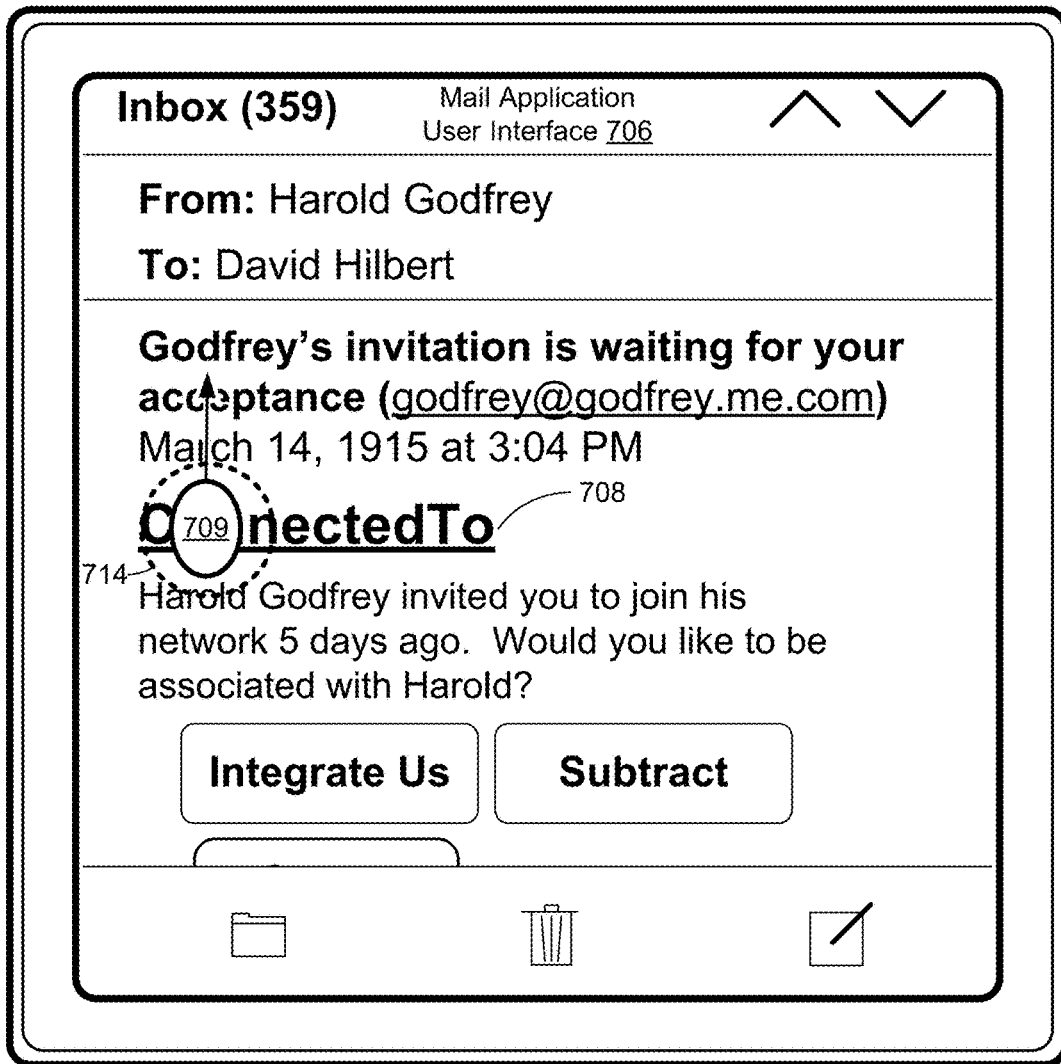 Inbox (359)
Mail Application
User Interface 706
From: Harold Godfrey
To: David Hilbert
Godfrey's invitation is waiting for your
acceptance (godfrey@godfrey.me.com)
March 14, 1915 at 3:04 PM
708
ConnectedTo
709
714
Harold Godfrey invited you to join his
network 5 days ago. Would you like to be
associated with Harold?
Integrate Us
Subtract